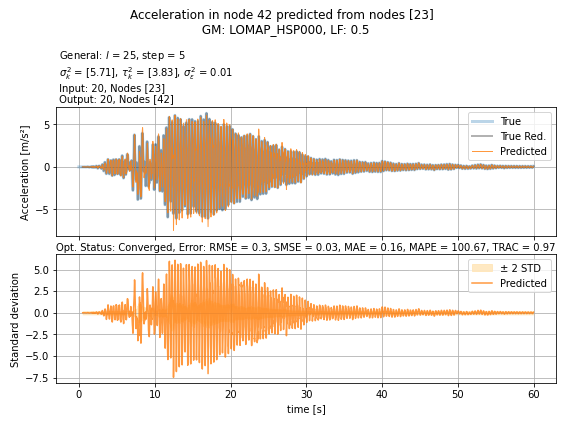 Acceleration in node 42 predicted from nodes [23]
GM: LOMAP_HSP000, LF: 0.5
General: l = 25, step = 5
σ²ₖ = [5.71], τ²ₖ = [3.83], σ²ε = 0.01
Input: 20, Nodes [23]
Output: 20, Nodes [42]
Acceleration [m/s²]
5
0
−5
True
True Red.
Predicted
Opt. Status: Converged, Error: RMSE = 0.3, SMSE = 0.03, MAE = 0.16, MAPE = 100.67, TRAC = 0.97
Standard deviation
5.0
2.5
0.0
−2.5
−5.0
−7.5
± 2 STD
Predicted
0 10 20 30 40 50 60
time [s]